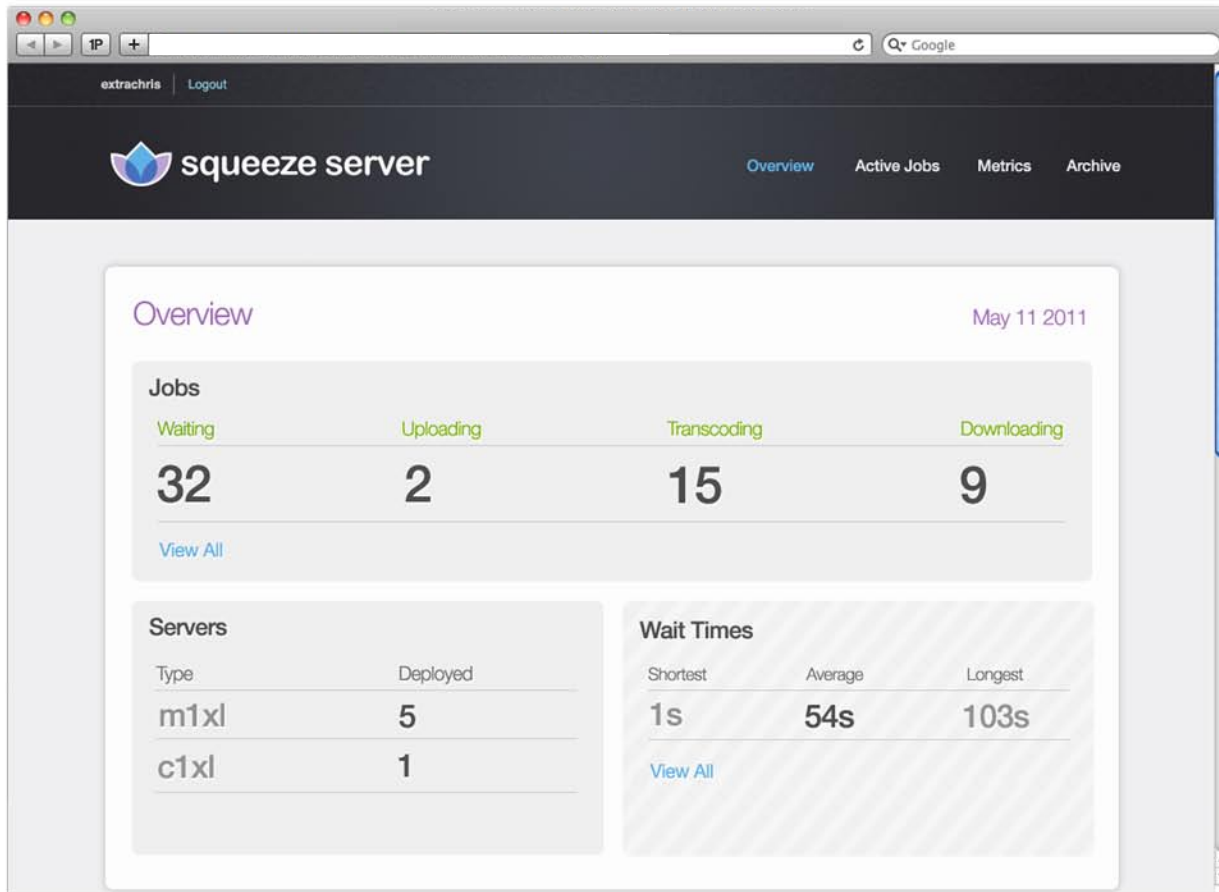 1P + Google
extrachris Logout
squeeze server
Overview Active Jobs Metrics Archive
Overview May 11 2011
Jobs
Waiting Uploading Transcoding Downloading
32 2 15 9
View All
Servers
Type Deployed
m1xl 5
c1xl 1
Wait Times
Shortest Average Longest
1s 54s 103s
View All